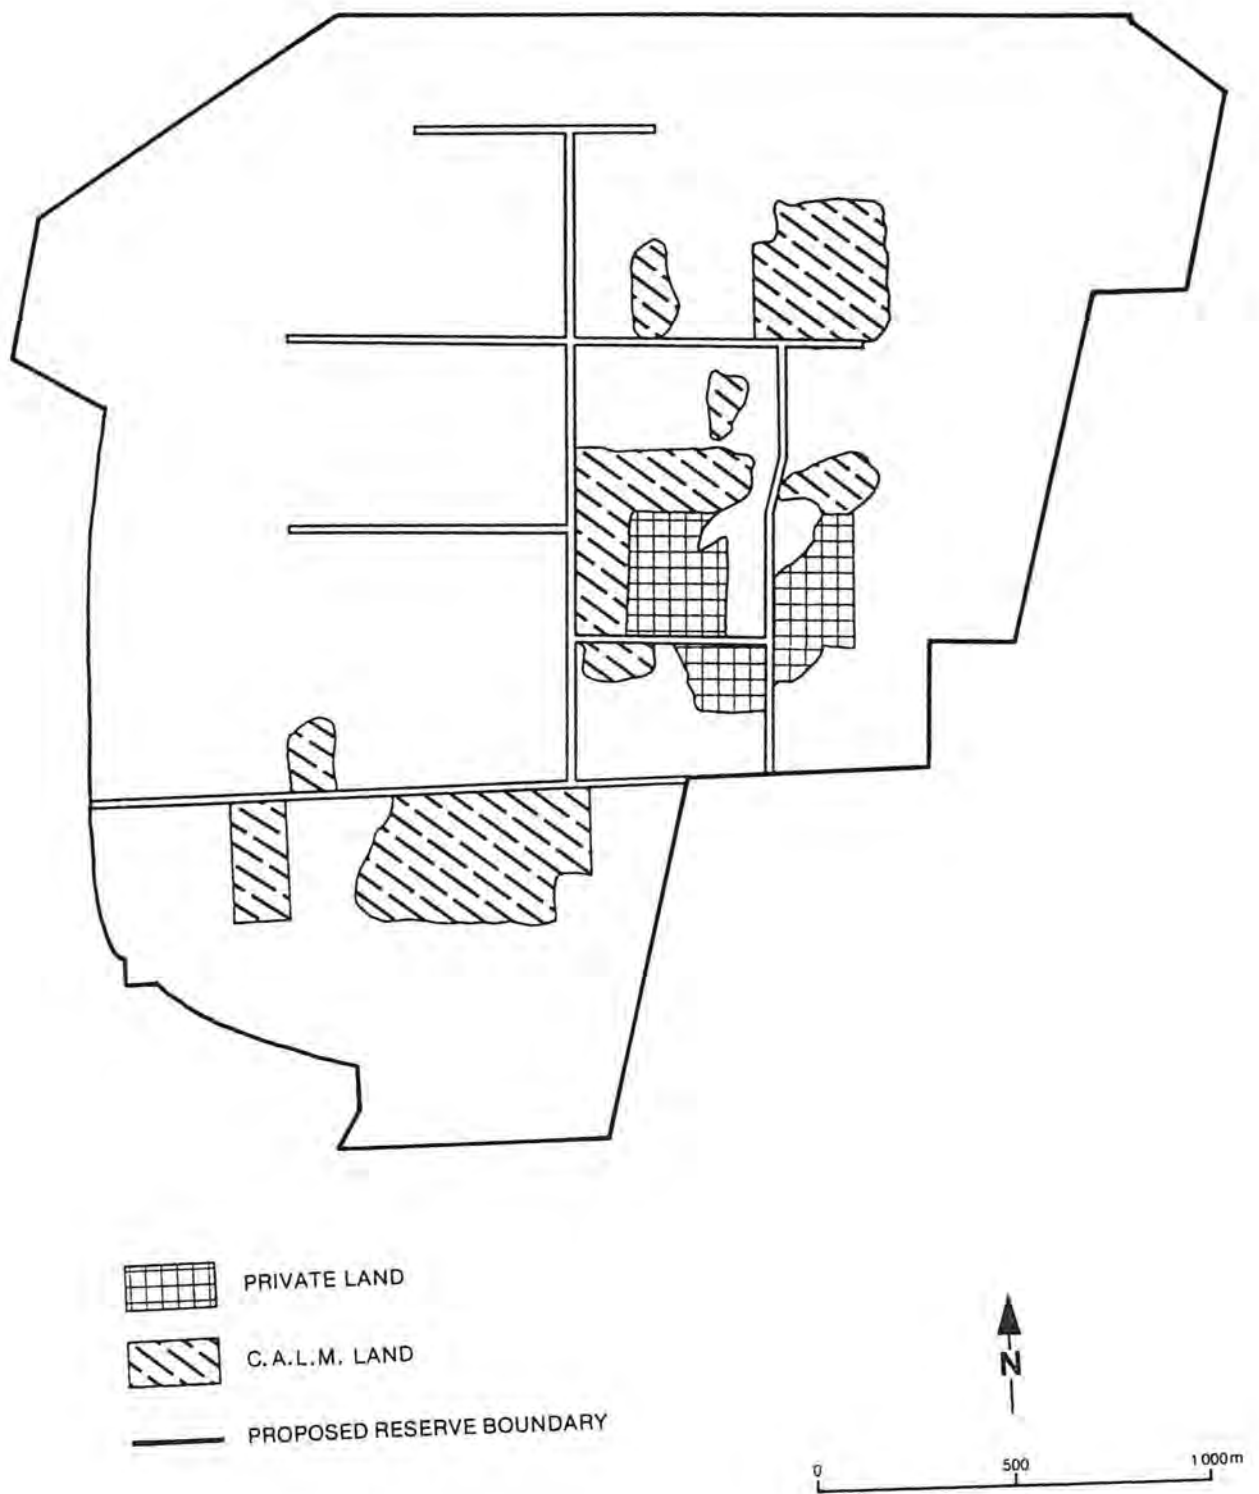 PRIVATE LAND
C.A.L.M. LAND
PROPOSED RESERVE BOUNDARY
N
0 500 1000m